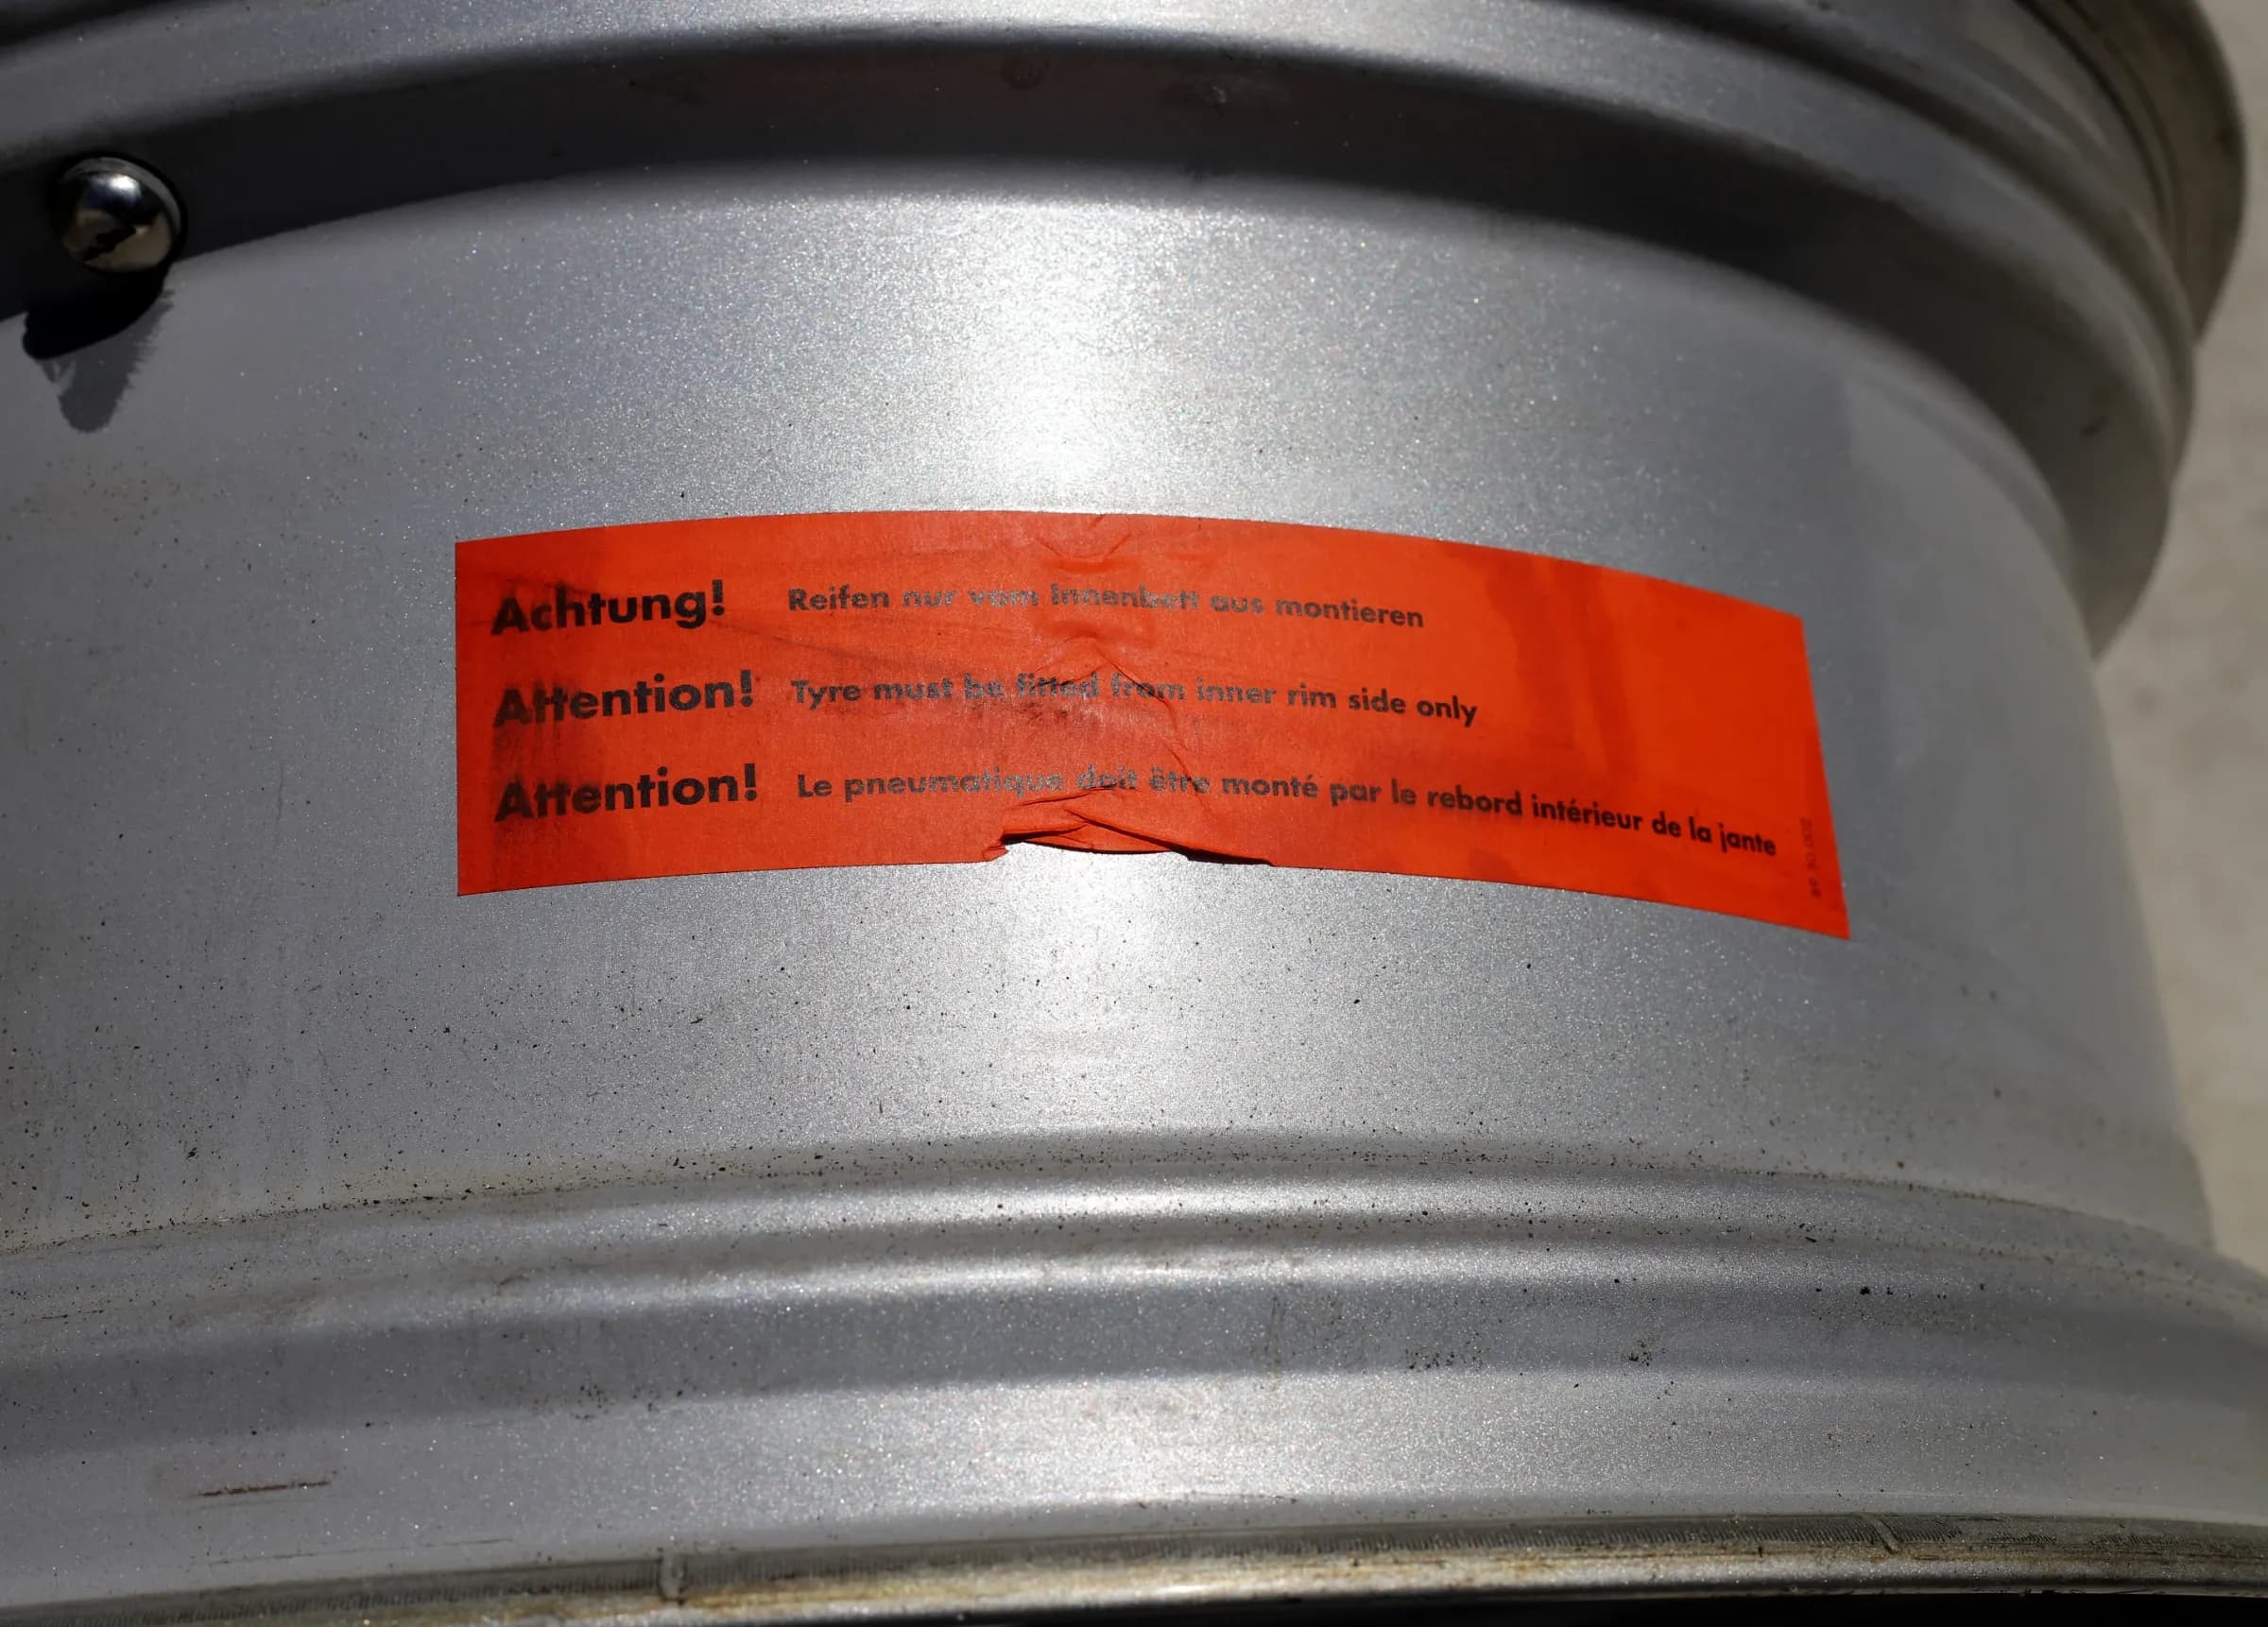 Achtung! Reifen nur vom Innenbett aus montieren
Attention! Tyre must be fitted from inner rim side only
Attention! Le pneumatique doit être monté par le rebord intérieur de la jante